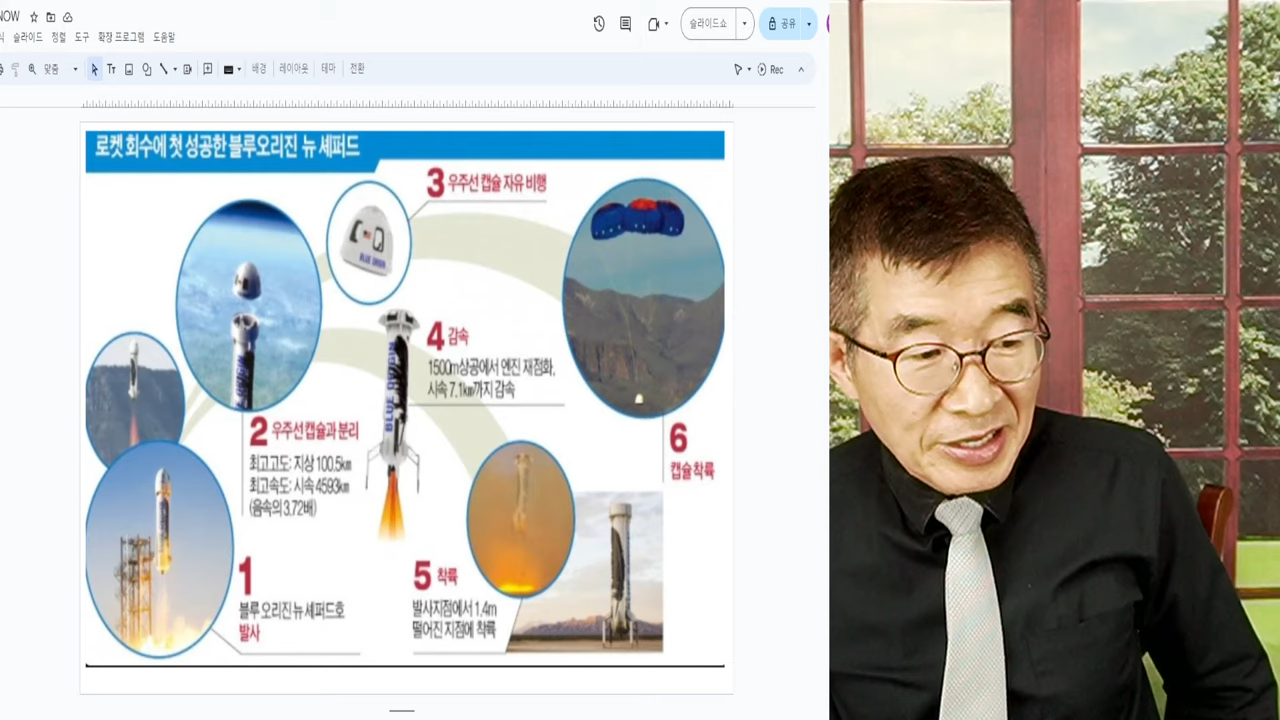 NOW
슬라이드 정렬 도구 확장 프로그램 도움말
슬라이드쇼
공유
맞춤
Tr
배경
레이아웃
테마
전환
Rec
로켓 회수에 첫 성공한 블루오리진 뉴 셰퍼드
3 우주선 캡슐 자유 비행
BLUE ORIGIN
4 감속
1500m상공에서 엔진 재점화,
시속 7.1km까지 감속
BLUE ORIGIN
2 우주선 캡슐과 분리
최고고도: 지상 100.5km
최고속도: 시속 4593km
(음속의 3.72배)
6
캡슐 착륙
1
블루 오리진 뉴 셰퍼드호
발사
5 착륙
발사지점에서 1.4m
떨어진 지점에 착륙